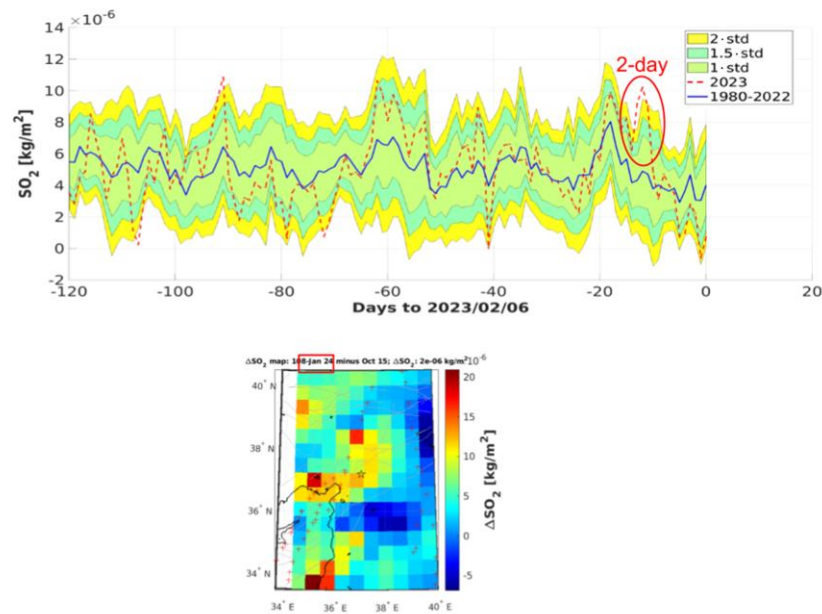 ×10⁻⁶
14
12
10
8
6
4
2
0
-2
SO₂ [kg/m²]
2-day
2·std
1.5·std
1·std
2023
1980-2022
-120 -100 -80 -60 -40 -20 0 20
Days to 2023/02/06
ΔSO₂ map: 108-Jan 24 minus Oct 15; ΔSO₂: 2e-06 kg/m²
×10⁻⁶
40° N
38° N
36° N
34° N
34° E 36° E 38° E 40° E
20
15
10
5
0
-5
ΔSO₂ [kg/m²]